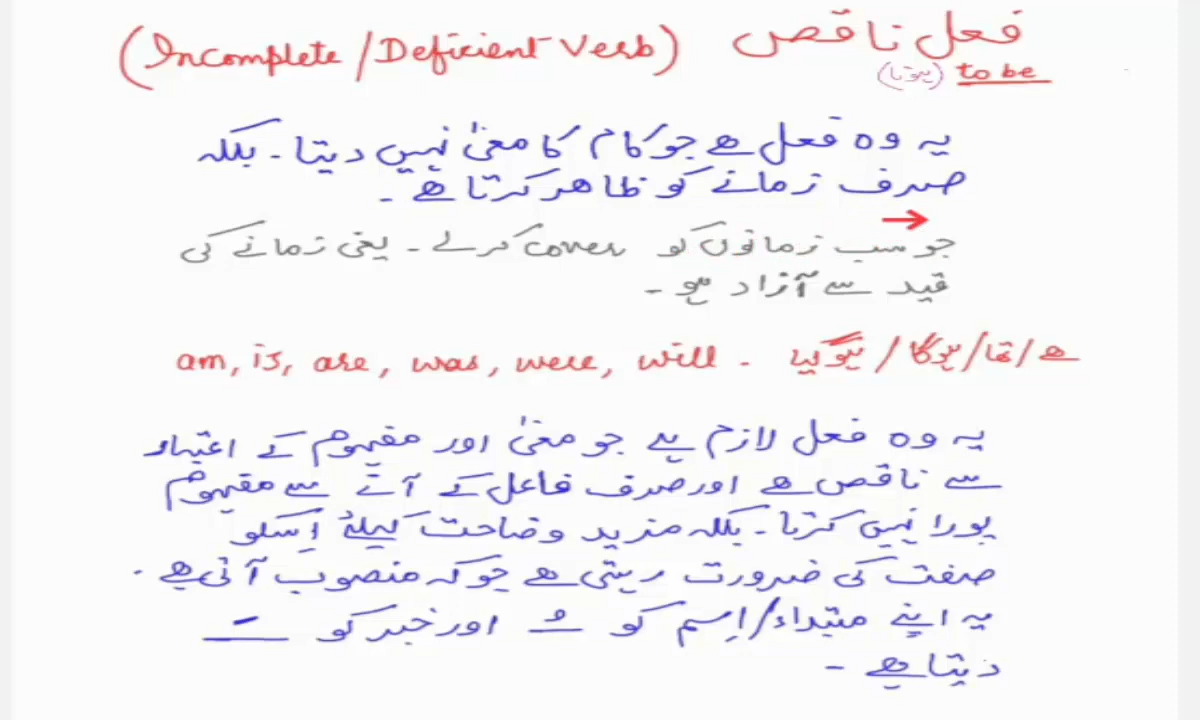 فعل ناقص (Incomplete /Deficient Verb)
to be (ہونا)
یہ وہ فعل ہے جو کام کا معنیٰ نہیں دیتا۔ بلکہ
صرف زمانے کو ظاہر کرتا ہے۔
جو سب زمانوں کو cover کرلے۔ یعنی زمانے کی
قید سے آزاد ہو۔
ہے/تھا/ہوگا/ہوگیا am, is, are, was, were, will .
یہ وہ فعل لازم ہے جو معنیٰ اور مفہوم کے اعتبار
سے ناقص ہے اور صرف فاعل کے آنے سے مفہوم
پورا نہیں کرتا۔ بلکہ مزید وضاحت کیلئے اِسکو
صفت کی ضرورت رہتی ہے جو کہ منصوب آتی ہے۔
یہ اپنے مبتداء/اِسم کو ـُ اور خبر کو ـَ
دیتا ہے۔